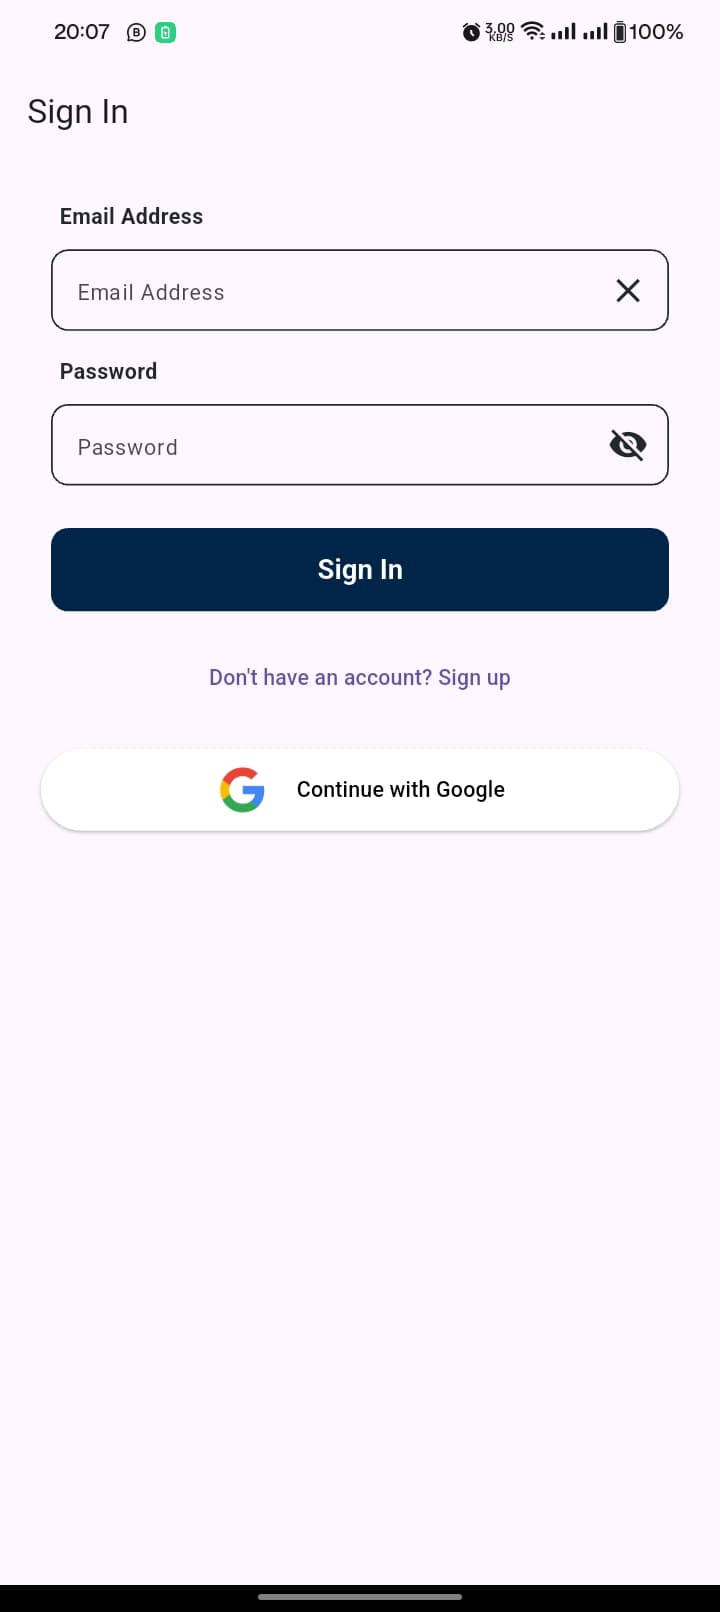 20:07 B 3.00 KB/S 100%
Sign In
Email Address
Email Address
Password
Password
Sign In
Don't have an account? Sign up
G Continue with Google